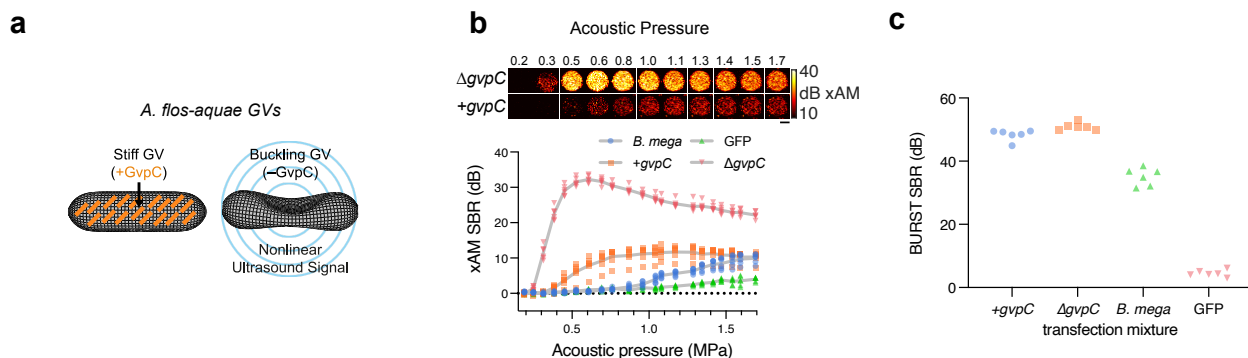 a
A. flos-aquae GVs
Stiff GV
(+GvpC)
Buckling GV
(−GvpC)
Nonlinear
Ultrasound Signal
b
Acoustic Pressure
0.2 0.3 0.5 0.6 0.8 1.0 1.1 1.3 1.4 1.5 1.7
ΔgvpC
+gvpC
40
dB xAM
10
B. mega
GFP
+gvpC
ΔgvpC
xAM SBR (dB)
40
30
20
10
0
0.5 1.0 1.5
Acoustic pressure (MPa)
c
BURST SBR (dB)
60
40
20
0
+gvpC ΔgvpC B. mega GFP
transfection mixture